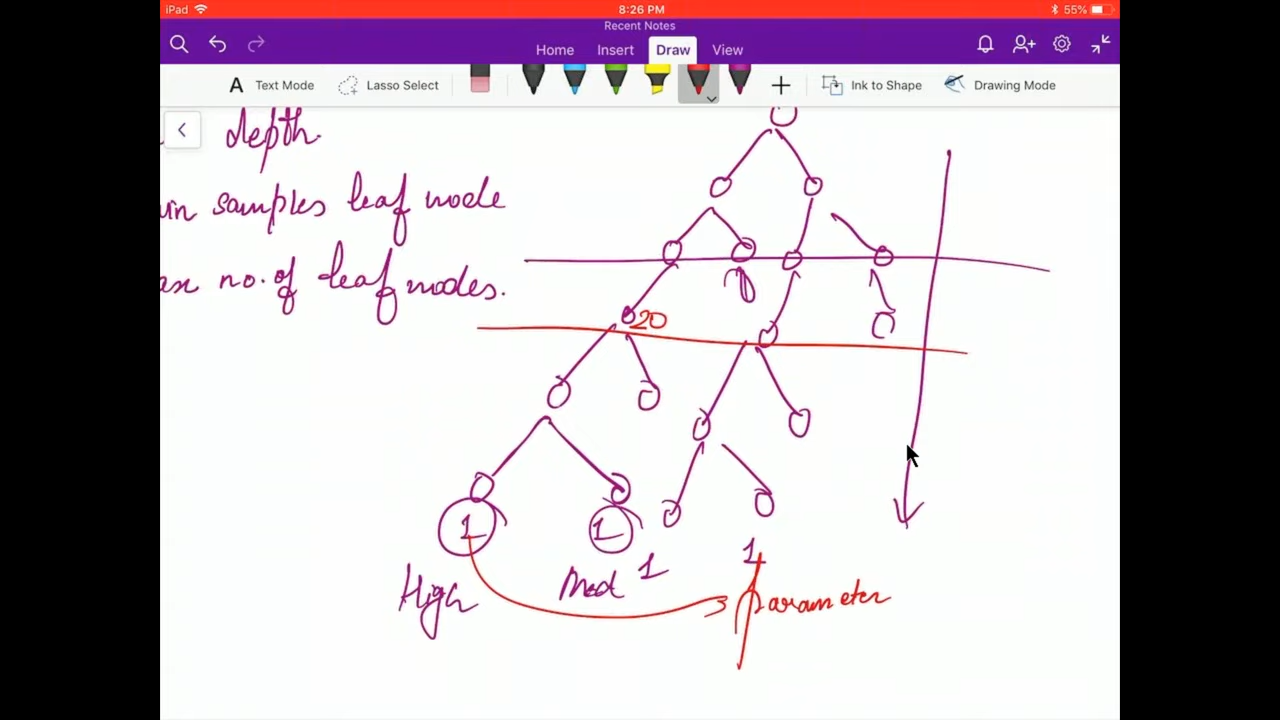 iPad 8:26 PM 55%
Recent Notes
Home Insert Draw View
A Text Mode Lasso Select Ink to Shape Drawing Mode
depth.
in samples leaf node
no. of leaf nodes.
20
1 1 1 1
High Med parameter